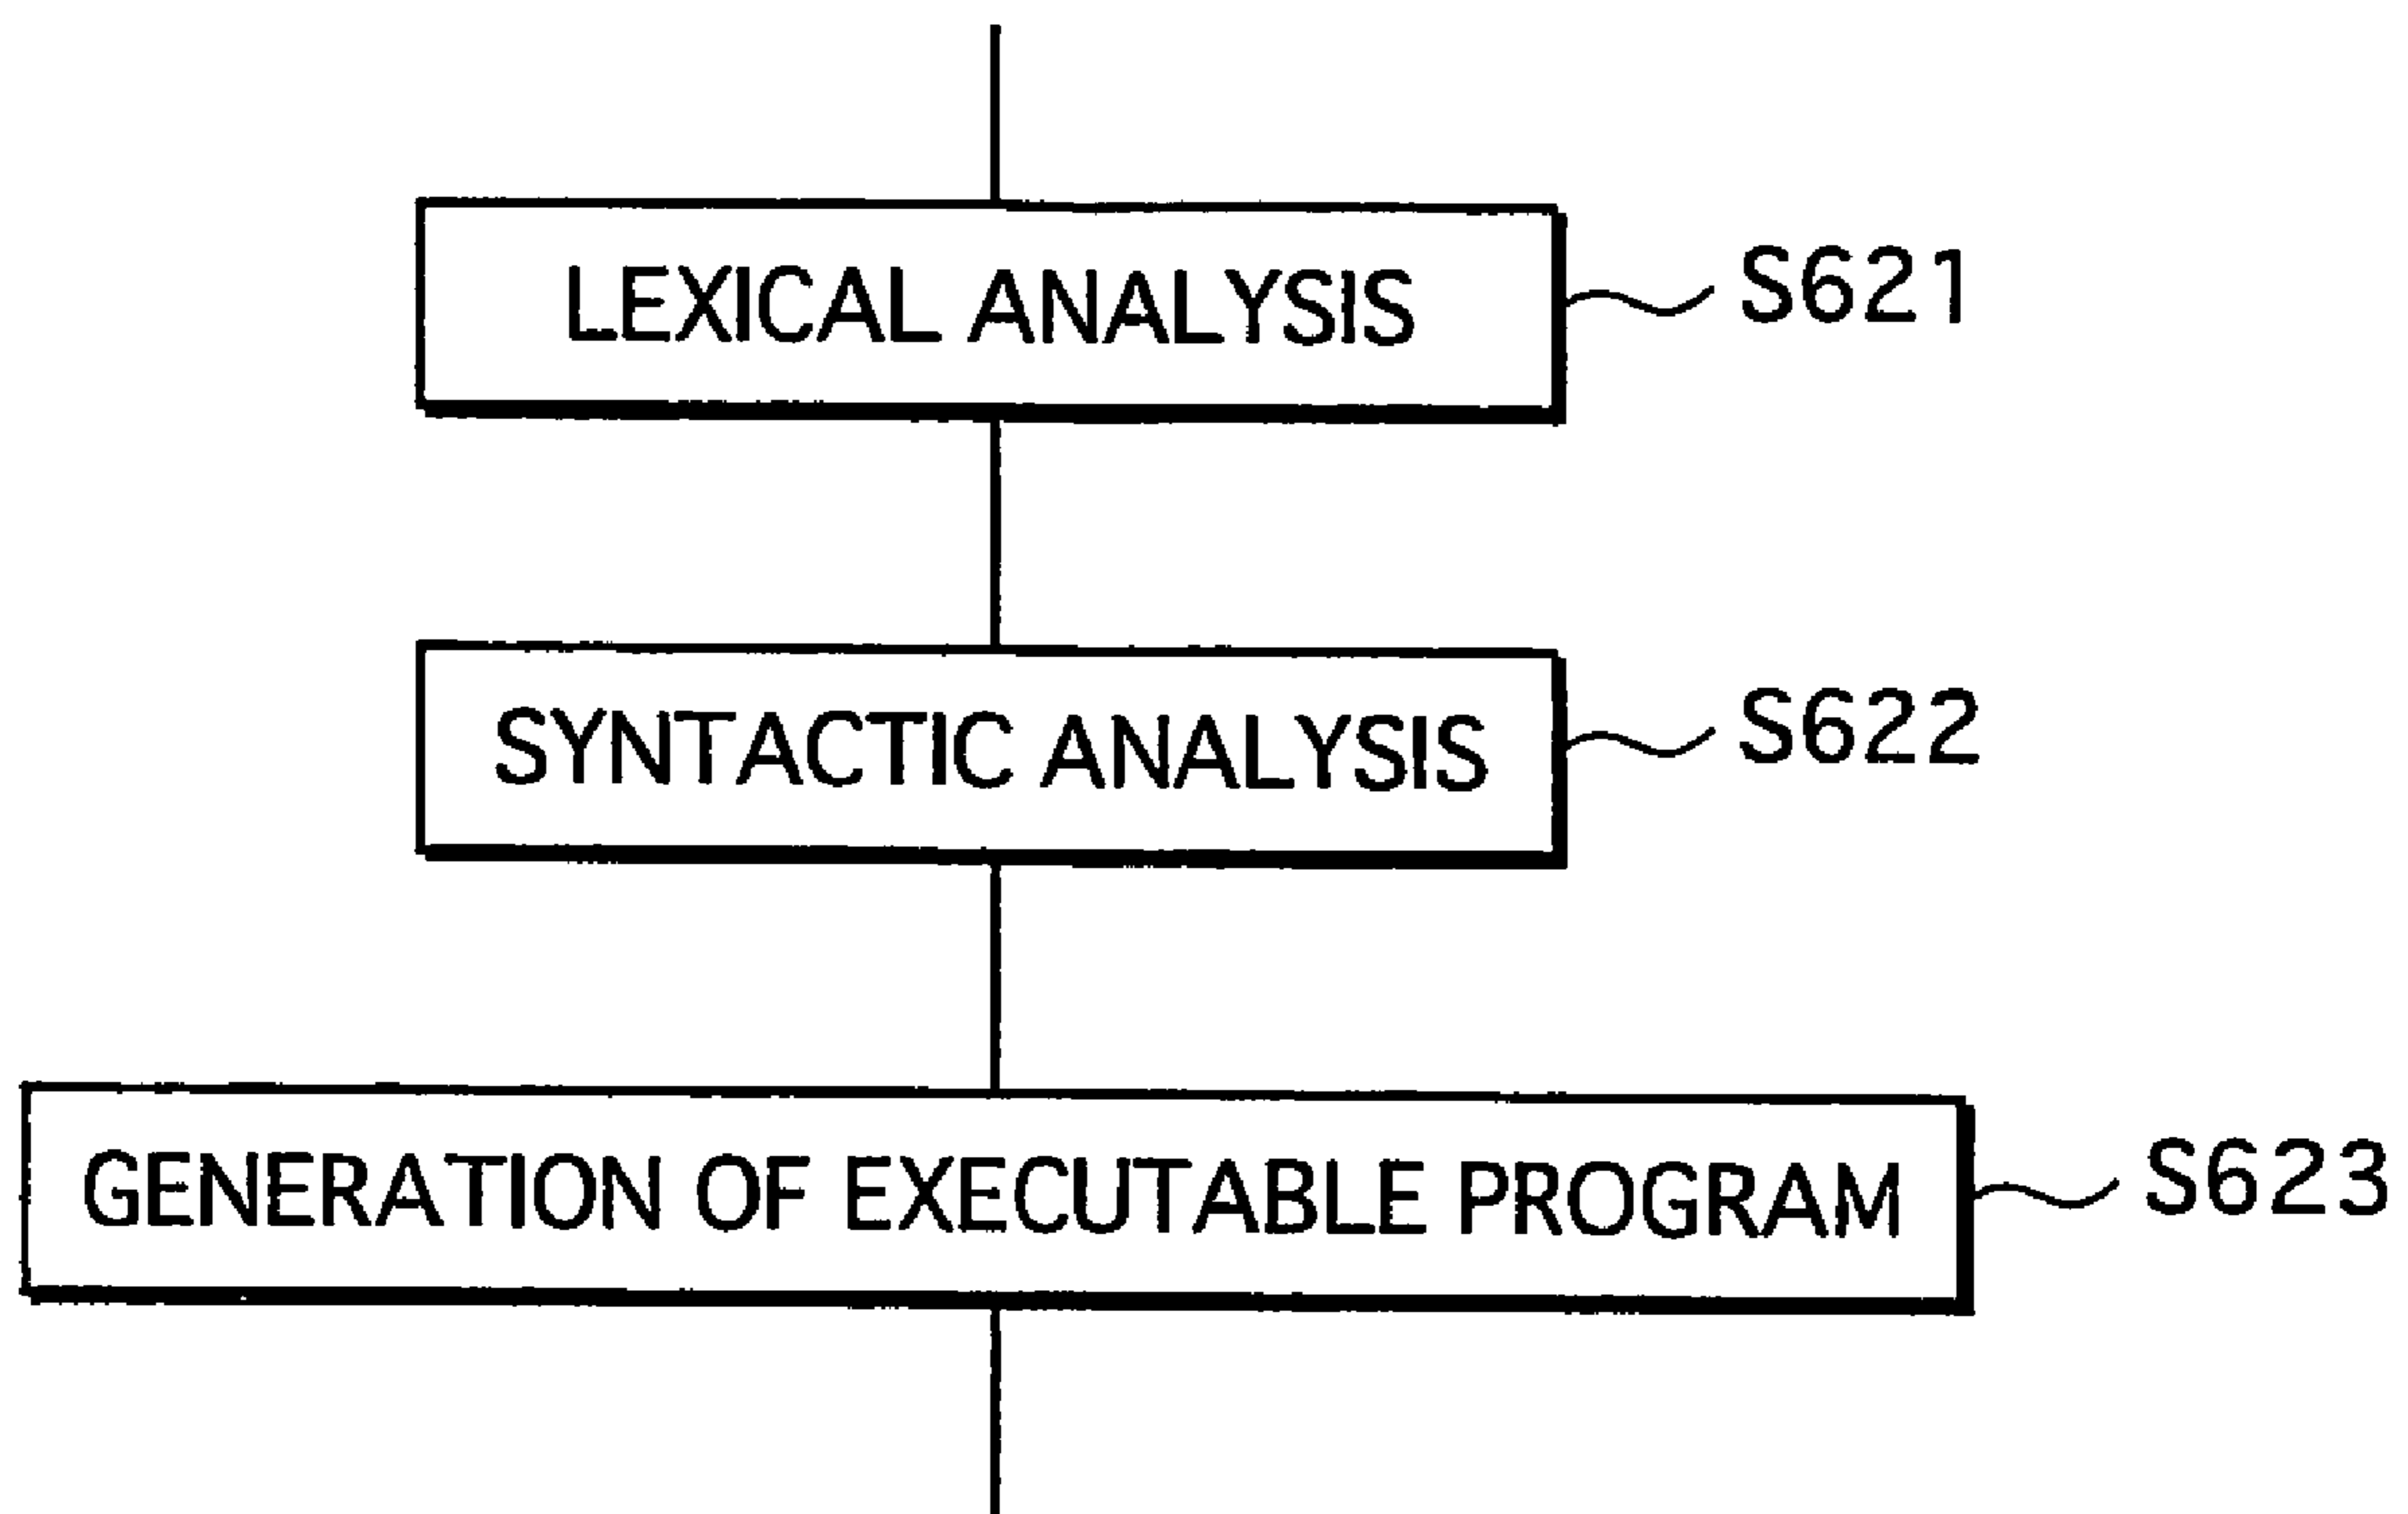 LEXICAL ANALYSIS S621
SYNTACTIC ANALYSIS S622
GENERATION OF EXECUTABLE PROGRAM S623